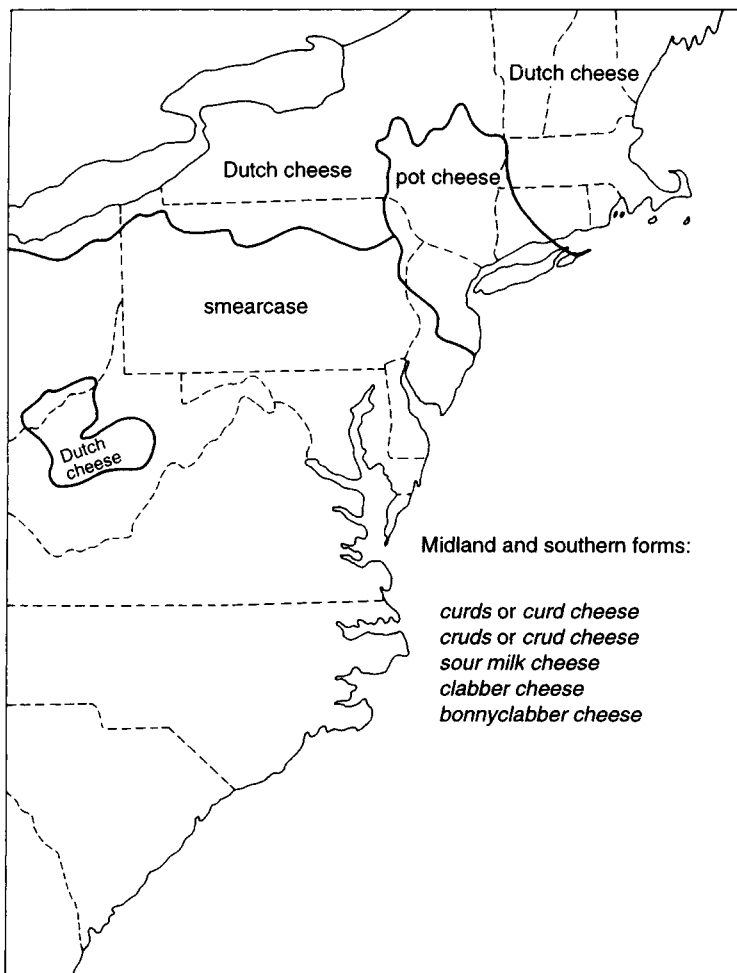 Dutch cheese
Dutch cheese
pot cheese
smearcase
Dutch
cheese
Midland and southern forms:
curds or curd cheese
cruds or crud cheese
sour milk cheese
clabber cheese
bonnyclabber cheese